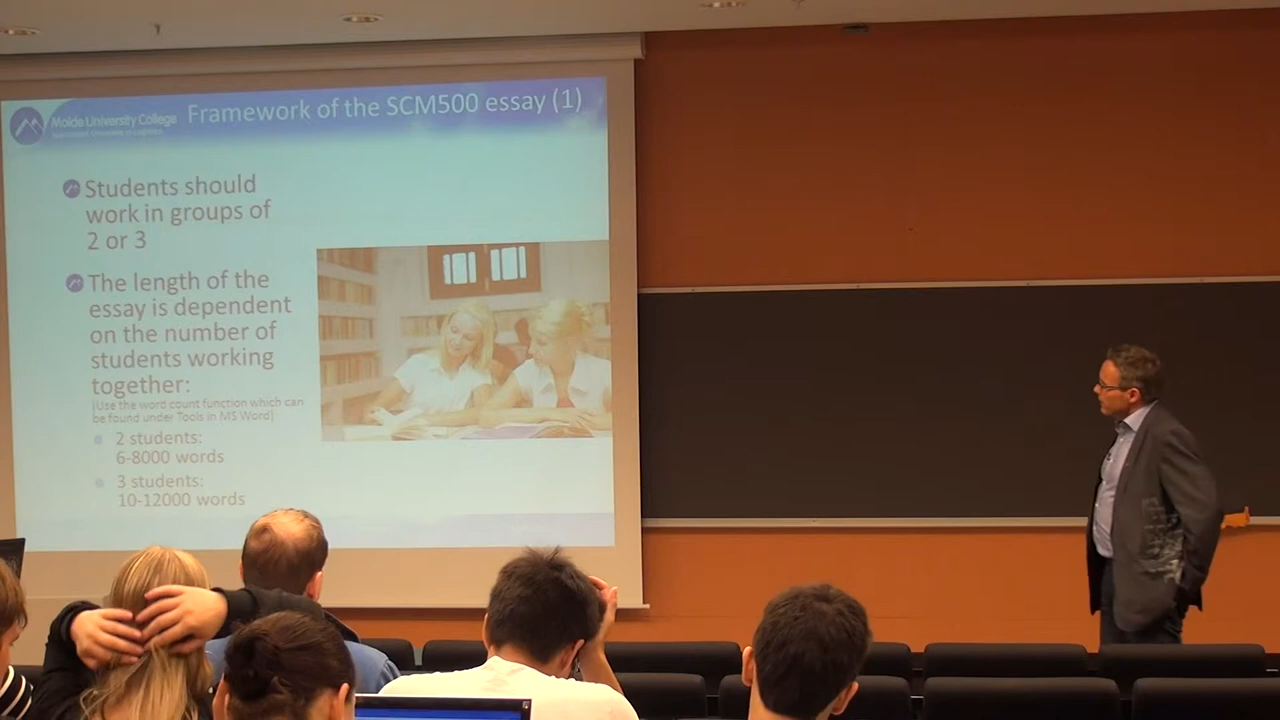 Molde University College
Framework of the SCM500 essay (1)
Students should
work in groups of
2 or 3
The length of the
essay is dependent
on the number of
students working
together:
(Use the word count function which can
be found under Tools in MS Word)
2 students:
6-8000 words
3 students:
10-12000 words